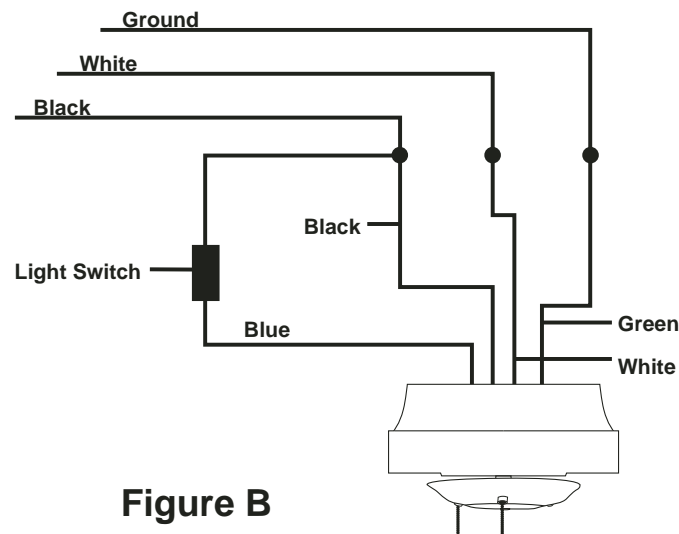 Ground
White
Black
Black
Light Switch
Green
Blue
White
Figure B